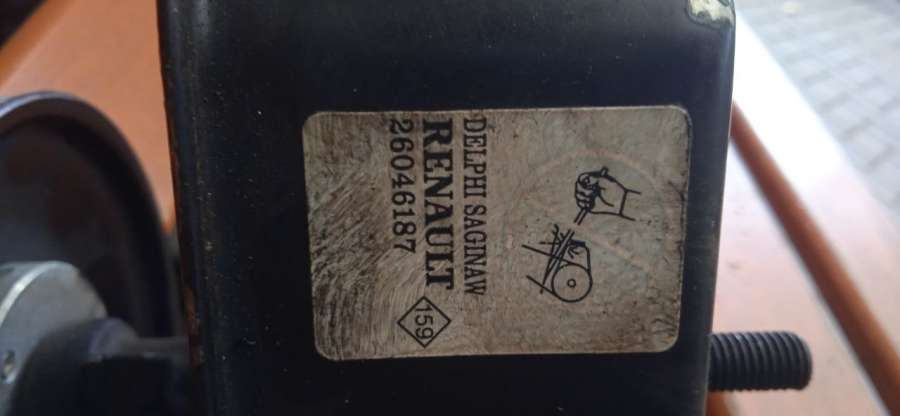 DELPHI SAGINAW
RENAULT
26046187
159